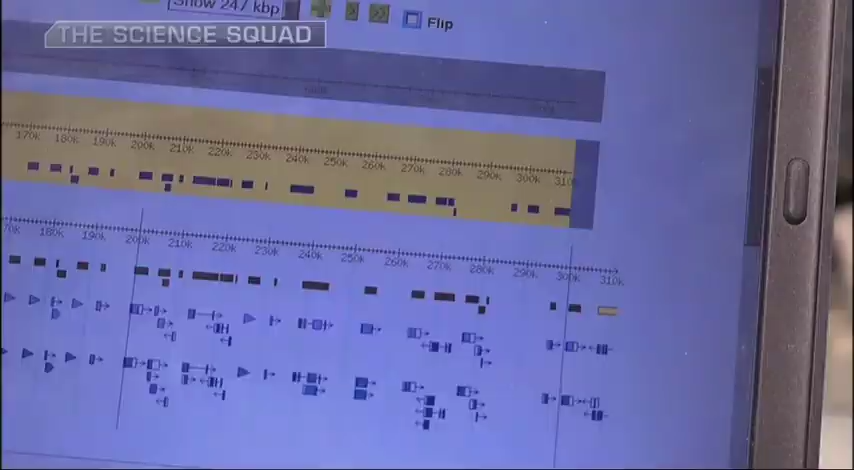 Show 247 kbp
Flip
THE SCIENCE SQUAD
170k 180k 190k 200k 210k 220k 230k 240k 250k 260k 270k 280k 290k 300k 310k
70k 180k 190k 200k 210k 220k 230k 240k 250k 260k 270k 280k 290k 300k 310k